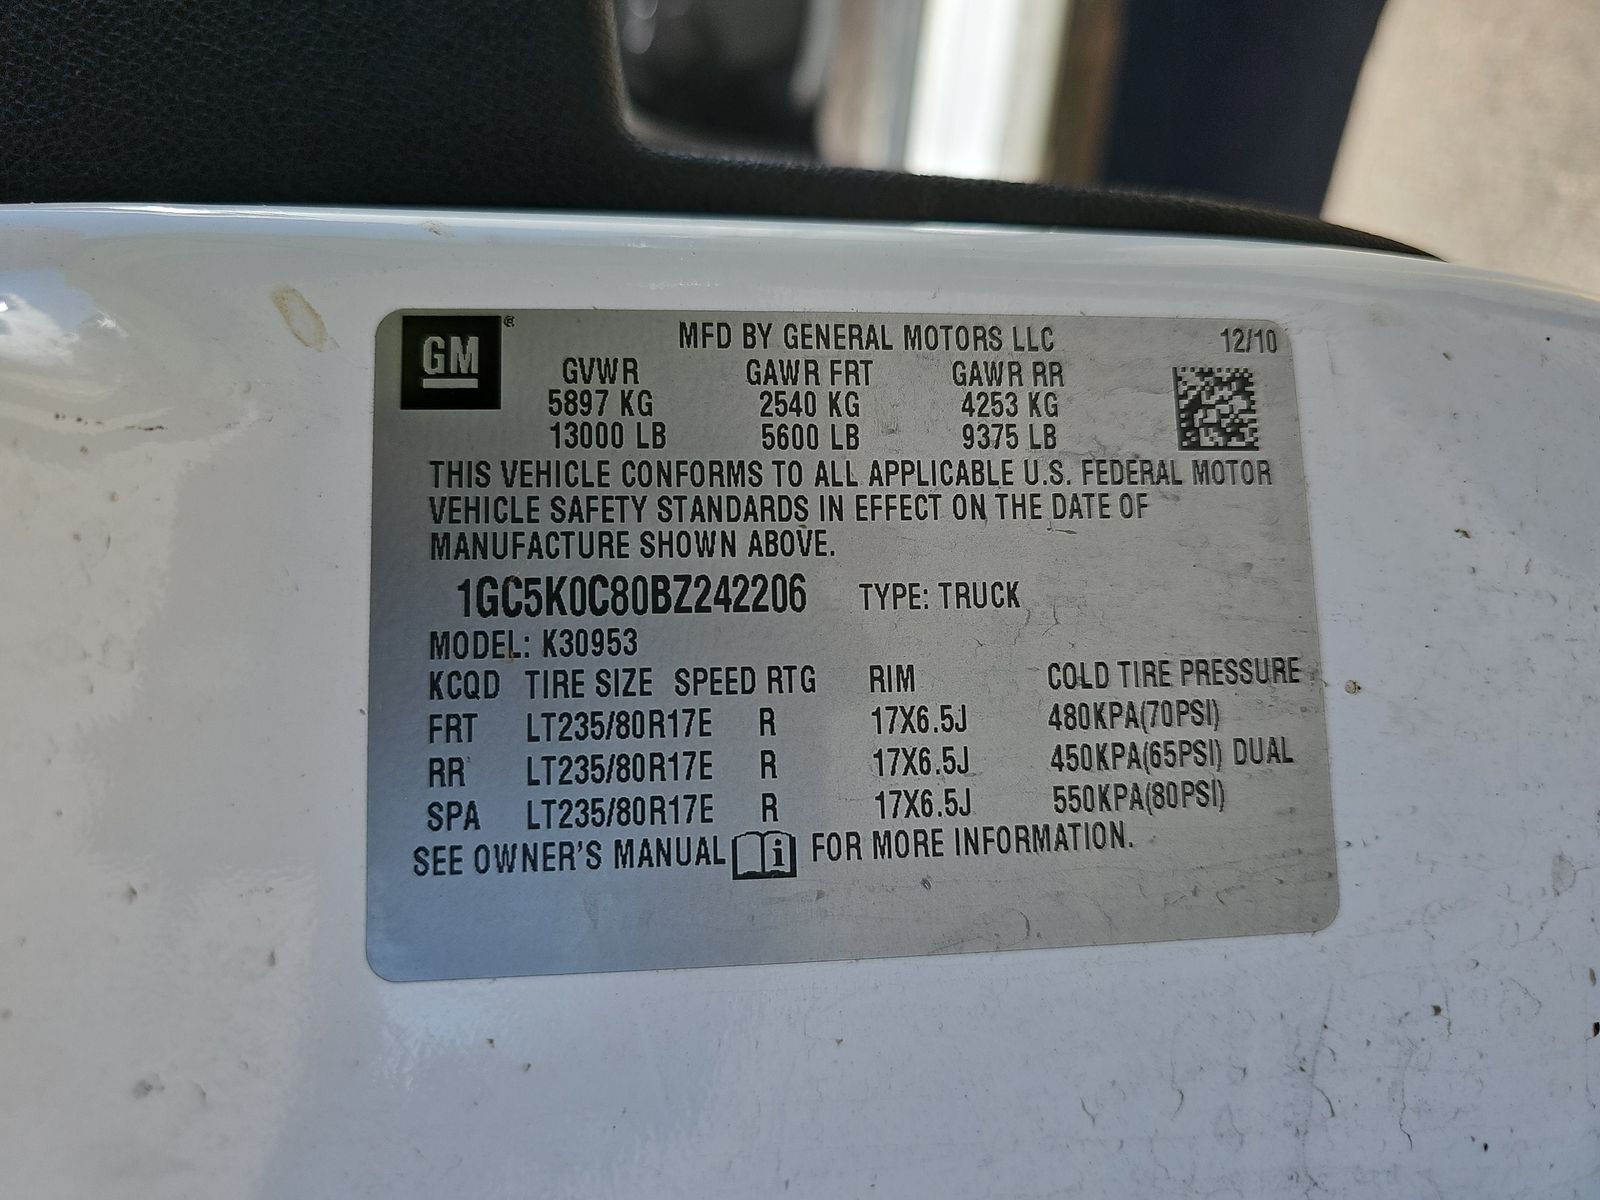 GM
MFD BY GENERAL MOTORS LLC 12/10
GVWR GAWR FRT GAWR RR
5897 KG 2540 KG 4253 KG
13000 LB 5600 LB 9375 LB
THIS VEHICLE CONFORMS TO ALL APPLICABLE U.S. FEDERAL MOTOR
VEHICLE SAFETY STANDARDS IN EFFECT ON THE DATE OF
MANUFACTURE SHOWN ABOVE.
1GC5K0C80BZ242206 TYPE: TRUCK
MODEL: K30953
KCQD TIRE SIZE SPEED RTG RIM COLD TIRE PRESSURE
FRT LT235/80R17E R 17X6.5J 480KPA(70PSI)
RR LT235/80R17E R 17X6.5J 450KPA(65PSI) DUAL
SPA LT235/80R17E R 17X6.5J 550KPA(80PSI)
SEE OWNER'S MANUAL i FOR MORE INFORMATION.